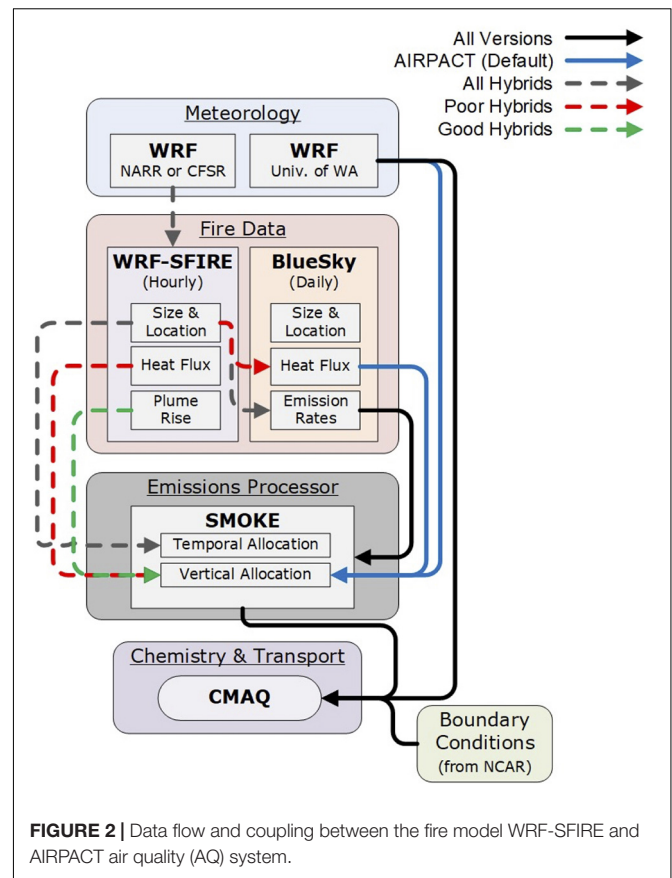 All Versions
AIRPACT (Default)
All Hybrids
Poor Hybrids
Good Hybrids
Meteorology
WRF
NARR or CFSR
WRF
Univ. of WA
Fire Data
WRF-SFIRE
(Hourly)
Size &
Location
Heat Flux
Plume
Rise
BlueSky
(Daily)
Size &
Location
Heat Flux
Emission
Rates
Emissions Processor
SMOKE
Temporal Allocation
Vertical Allocation
Chemistry & Transport
CMAQ
Boundary
Conditions
(from NCAR)
FIGURE 2 | Data flow and coupling between the fire model WRF-SFIRE and
AIRPACT air quality (AQ) system.